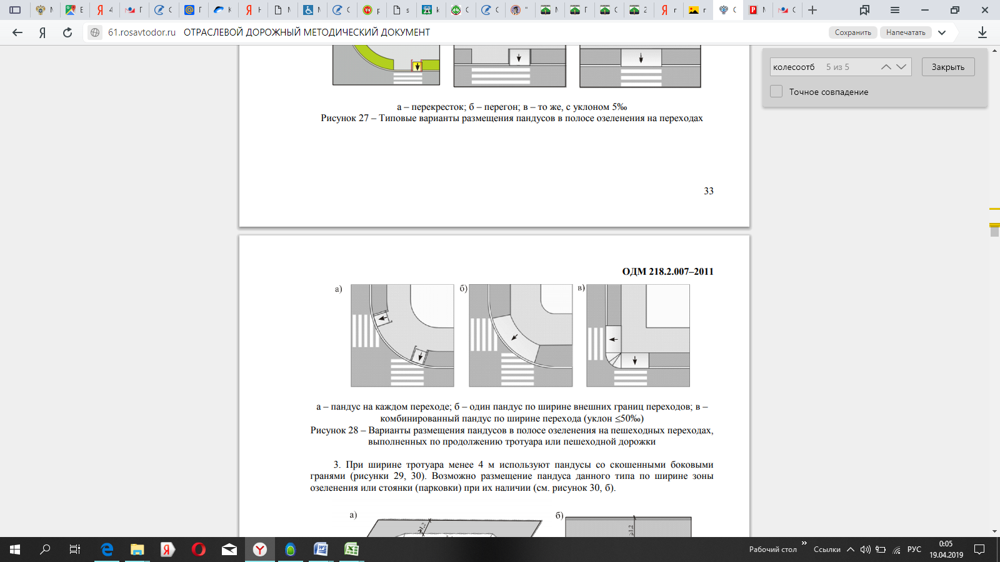 61.rosavtodor.ru ОТРАСЛЕВОЙ ДОРОЖНЫЙ МЕТОДИЧЕСКИЙ ДОКУМЕНТ
Сохранить Напечатать
колесоотб 5 из 5 Закрыть
Точное совпадение
а – перекресток; б – перегон; в – то же, с уклоном 5‰
Рисунок 27 – Типовые варианты размещения пандусов в полосе озеленения на переходах
33
ОДМ 218.2.007–2011
а) б) в)
а – пандус на каждом переходе; б – один пандус по ширине внешних границ переходов; в –
комбинированный пандус по ширине перехода (уклон ≤50‰)
Рисунок 28 – Варианты размещения пандусов в полосе озеленения на пешеходных переходах,
выполненных по продолжению тротуара или пешеходной дорожки
3. При ширине тротуара менее 4 м используют пандусы со скошенными боковыми
гранями (рисунки 29, 30). Возможно размещение пандуса данного типа по ширине зоны
озеленения или стоянки (парковки) при их наличии (см. рисунок 30, б).
а) б)
≥1,2 ≥1,2
Рабочий стол Ссылки РУС 0:05
19.04.2019